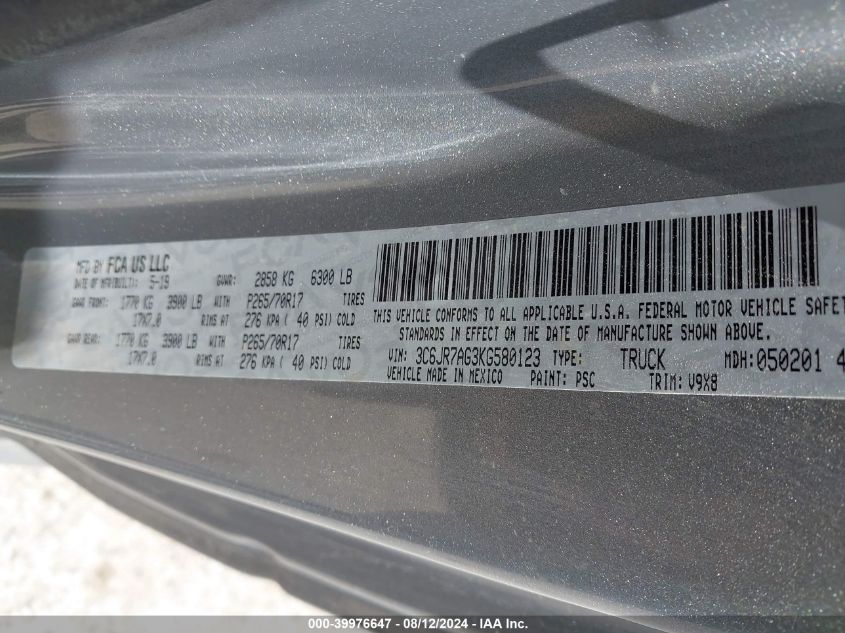 MFD BY FCA US LLC
DATE OF MFR(BUILT): 5-19 GVWR: 2858 KG 6300 LB
GAWR FRONT: 1770 KG 3900 LB WITH P265/70R17 TIRES
17X7.0 RIMS AT 276 KPA ( 40 PSI) COLD
GAWR REAR: 1770 KG 3900 LB WITH P265/70R17 TIRES
17X7.0 RIMS AT 276 KPA ( 40 PSI) COLD
THIS VEHICLE CONFORMS TO ALL APPLICABLE U.S.A. FEDERAL MOTOR VEHICLE SAFET
STANDARDS IN EFFECT ON THE DATE OF MANUFACTURE SHOWN ABOVE.
VIN: 3C6JR7AG3KG580123 TYPE: TRUCK MDH: 050201 4
VEHICLE MADE IN MEXICO PAINT: PSC TRIM: V9X8
000-39976647 - 08/12/2024 - IAA Inc.